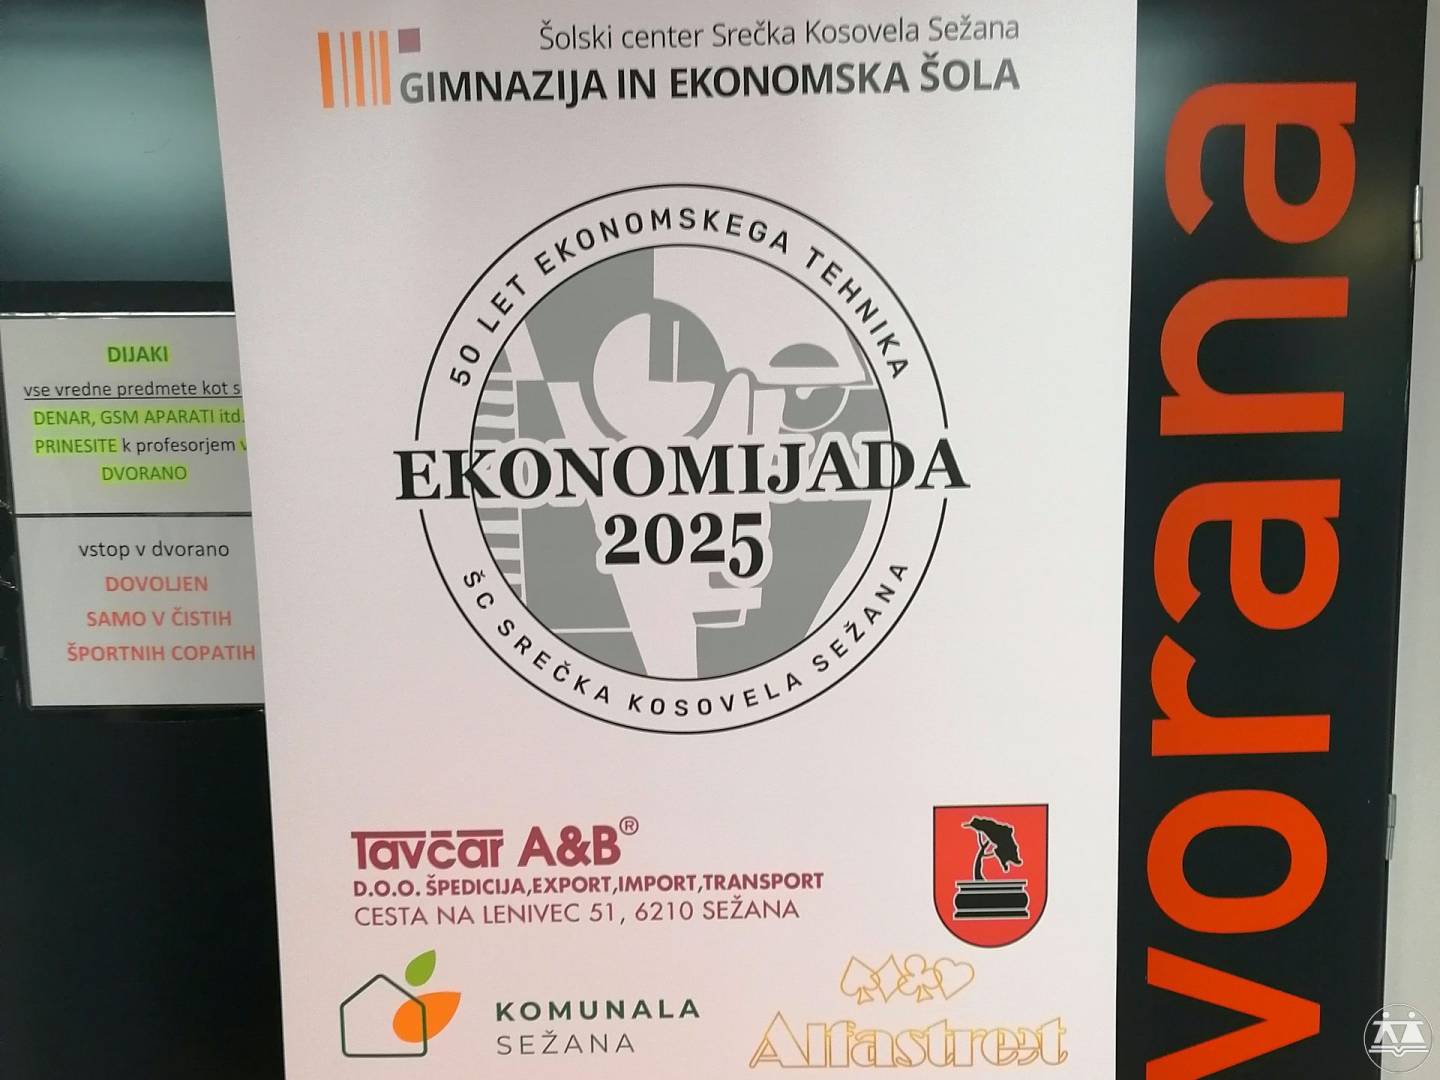 Šolski center Srečka Kosovela Sežana
GIMNAZIJA IN EKONOMSKA ŠOLA
50 LET EKONOMSKEGA TEHNIKA
EKONOMIJADA
2025
ŠC SREČKA KOSOVELA SEŽANA
Tavčar A&B®
D.O.O. ŠPEDICIJA,EXPORT,IMPORT,TRANSPORT
CESTA NA LENIVEC 51, 6210 SEŽANA
KOMUNALA
SEŽANA
Alfastreet
DIJAKI
vse vredne predmete kot
DENAR, GSM APARATI itd.
PRINESITE k profesorjem v
DVORANO
vstop v dvorano
DOVOLJEN
SAMO V ČISTIH
ŠPORTNIH COPATIH
vorana